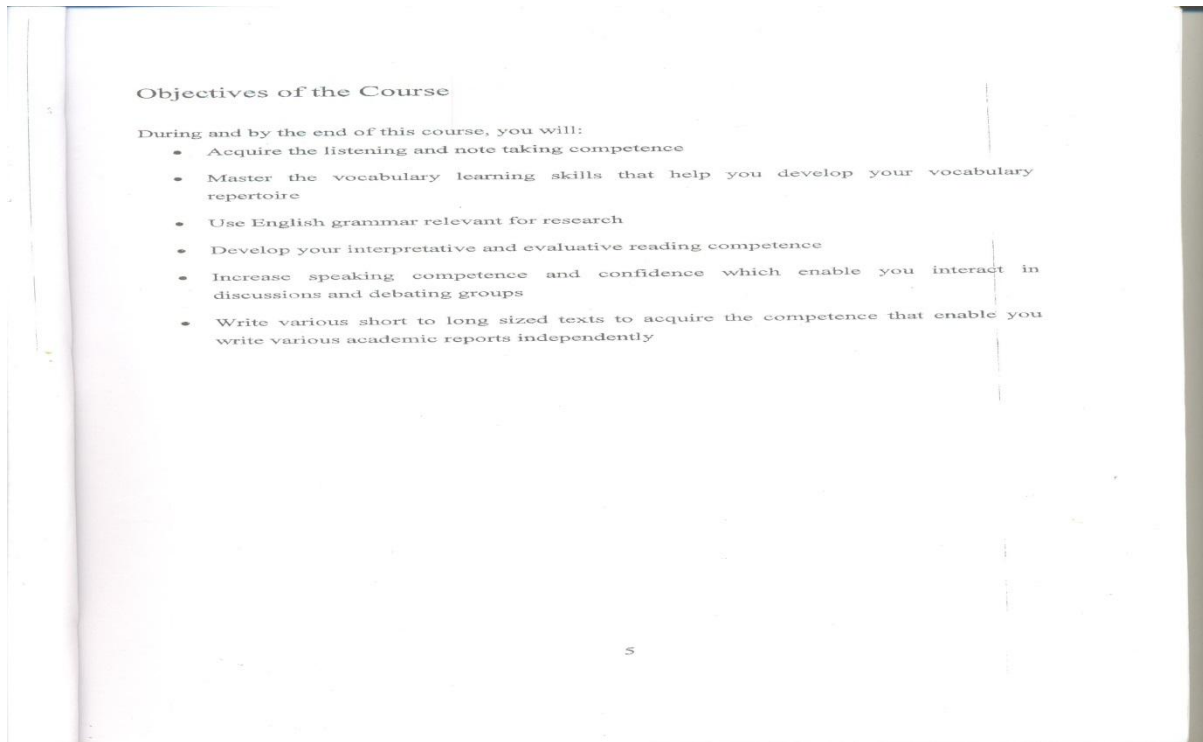 Objectives of the Course
During and by the end of this course, you will:
• Acquire the listening and note taking competence
• Master the vocabulary learning skills that help you develop your vocabulary
repertoire
• Use English grammar relevant for research
• Develop your interpretative and evaluative reading competence
• Increase speaking competence and confidence which enable you interact in
discussions and debating groups
• Write various short to long sized texts to acquire the competence that enable you
write various academic reports independently
5